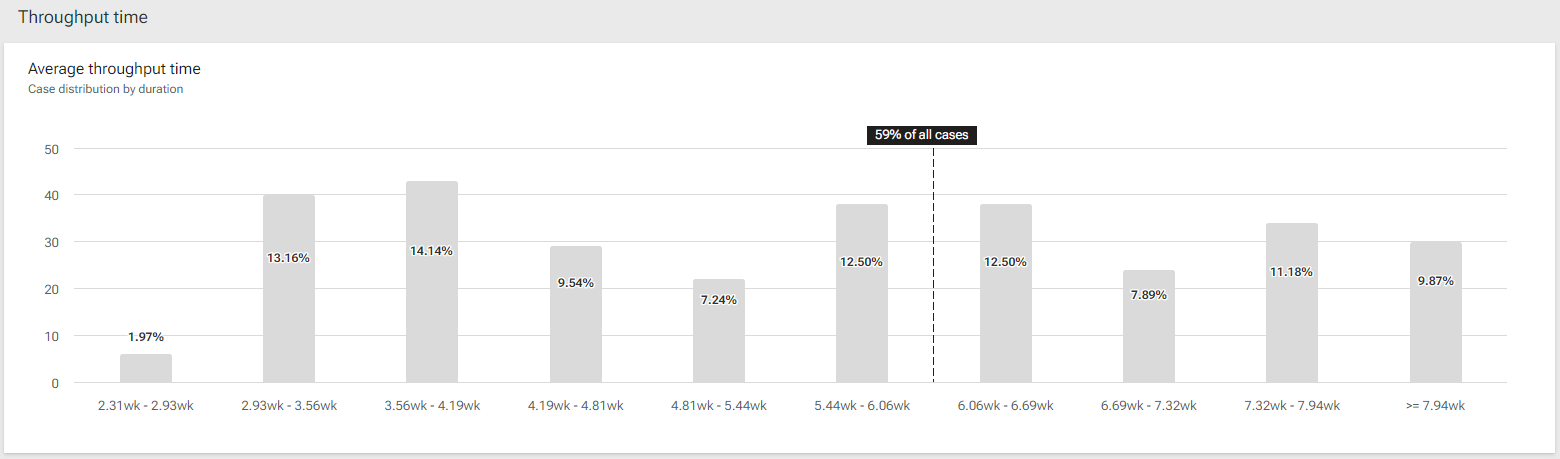 Throughput time
Average throughput time
Case distribution by duration
59% of all cases
50
40
30
20
10
0
1.97%
13.16%
14.14%
9.54%
7.24%
12.50%
12.50%
7.89%
11.18%
9.87%
2.31wk - 2.93wk
2.93wk - 3.56wk
3.56wk - 4.19wk
4.19wk - 4.81wk
4.81wk - 5.44wk
5.44wk - 6.06wk
6.06wk - 6.69wk
6.69wk - 7.32wk
7.32wk - 7.94wk
>= 7.94wk